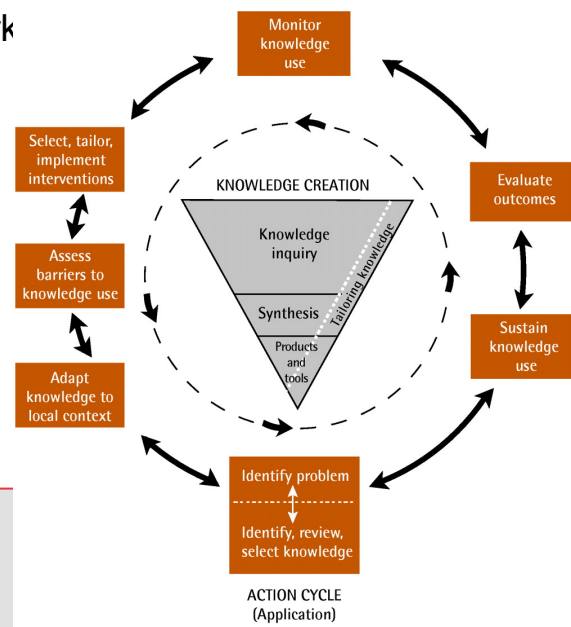 Monitor
knowledge
use
Select, tailor,
implement
interventions
Evaluate
outcomes
KNOWLEDGE CREATION
Knowledge
inquiry
Tailoring knowledge
Assess
barriers to
knowledge use
Synthesis
Products
and
tools
Sustain
knowledge
use
Adapt
knowledge to
local context
Identify problem
Identify, review,
select knowledge
ACTION CYCLE
(Application)